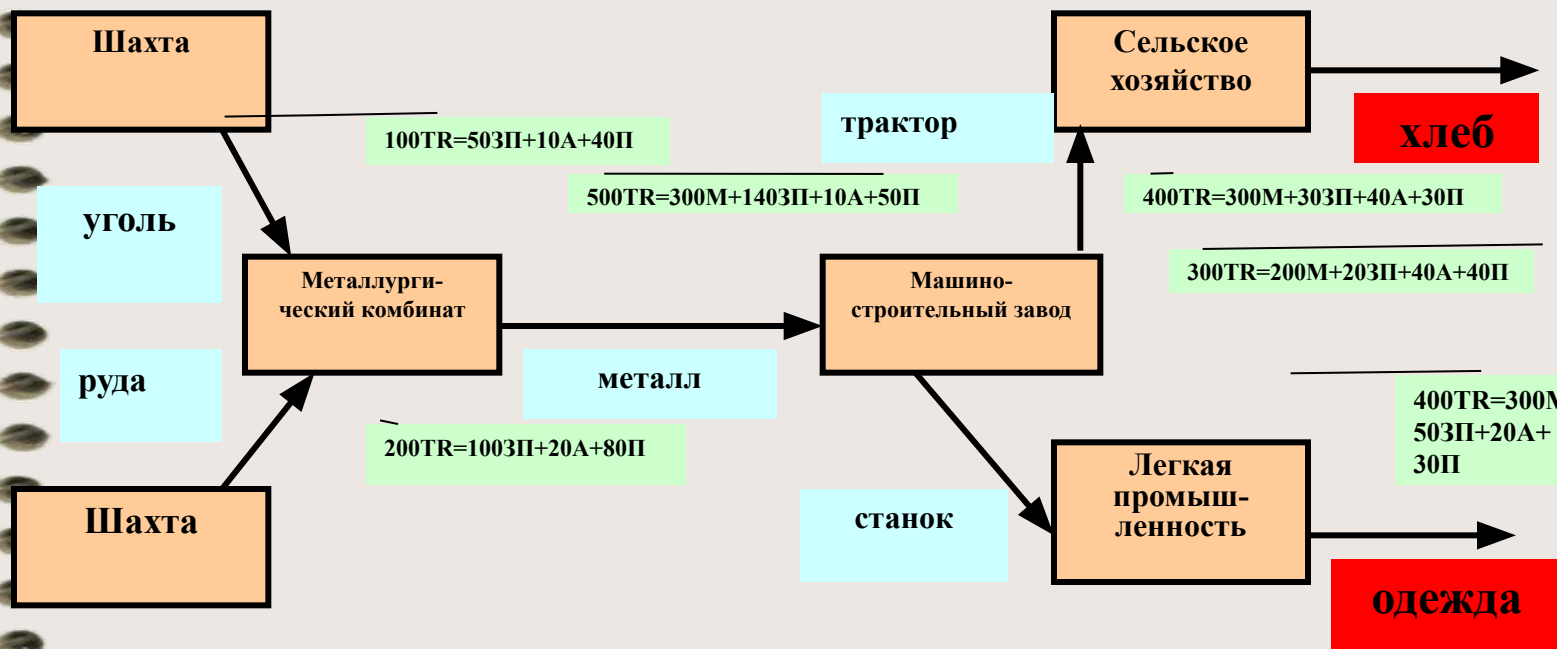 Шахта
Сельское
хозяйство
трактор
хлеб
100TR=50ЗП+10А+40П
500TR=300М+140ЗП+10А+50П
400TR=300М+30ЗП+40А+30П
уголь
Металлурги-
ческий комбинат
Машино-
строительный завод
300TR=200М+20ЗП+40А+40П
руда
металл
400TR=300М
50ЗП+20А+
30П
200TR=100ЗП+20А+80П
Легкая
промыш-
ленность
Шахта
станок
одежда